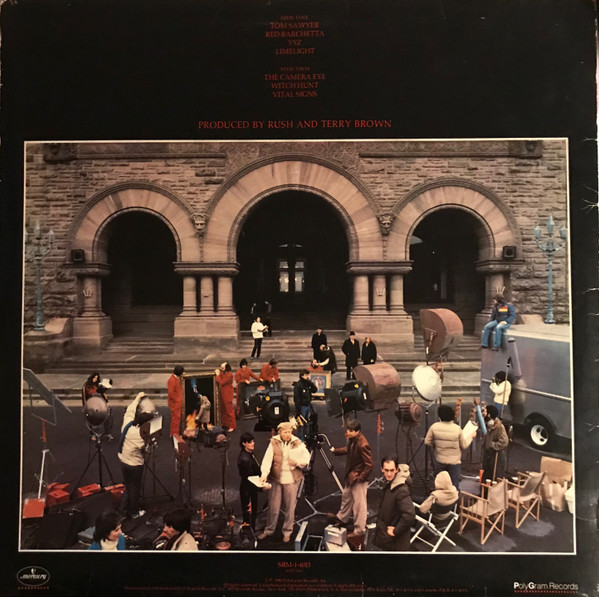 SIDE ONE
TOM SAWYER
RED BARCHETTA
YYZ
LIMELIGHT
SIDE TWO
THE CAMERA EYE
WITCH HUNT
VITAL SIGNS
PRODUCED BY RUSH AND TERRY BROWN
SRM-1-4013
mercury
PolyGram Records